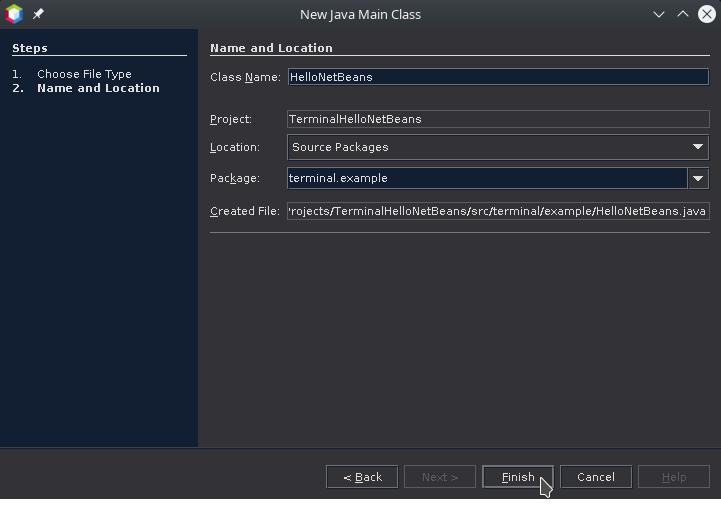 New Java Main Class
Steps
1. Choose File Type
2. Name and Location
Name and Location
Class Name: HelloNetBeans
Project: TerminalHelloNetBeans
Location: Source Packages
Package: terminal.example
Created File: 'rojects/TerminalHelloNetBeans/src/terminal/example/HelloNetBeans.java
< Back Next > Finish Cancel Help